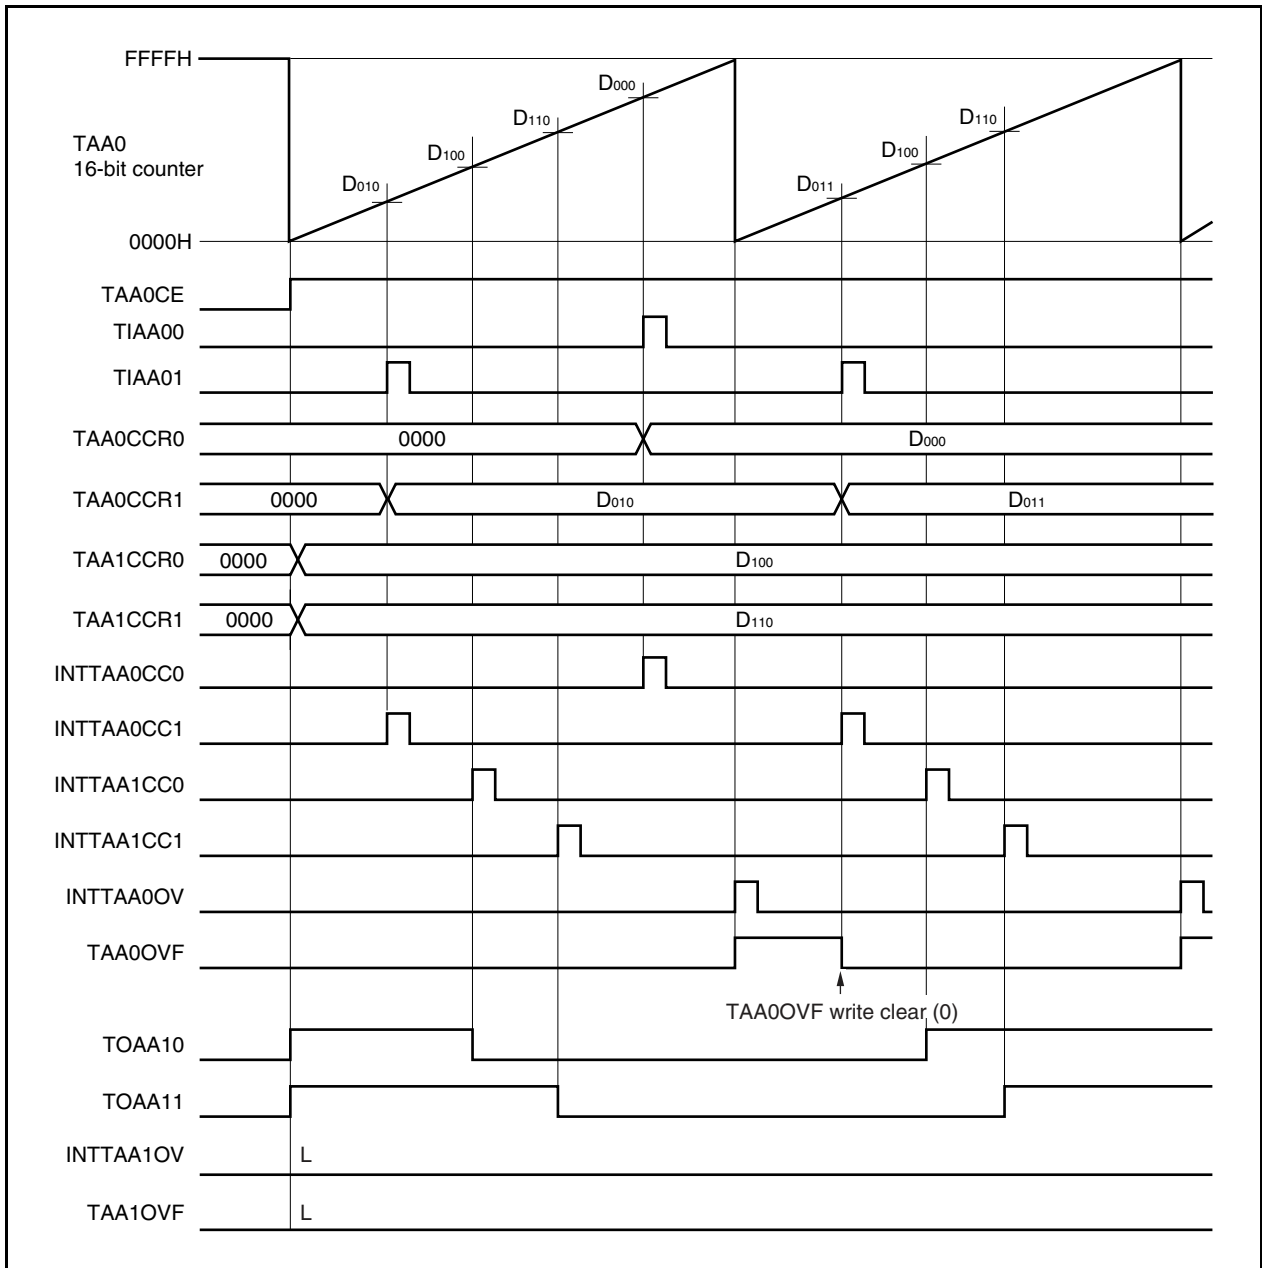 FFFFH
D000
D110
D110
TAA0
16-bit counter
D100
D100
D010
D011
0000H
TAA0CE
TIAA00
TIAA01
TAA0CCR0 0000 D000
TAA0CCR1 0000 D010 D011
TAA1CCR0 0000 D100
TAA1CCR1 0000 D110
INTTAA0CC0
INTTAA0CC1
INTTAA1CC0
INTTAA1CC1
INTTAA0OV
TAA0OVF
TAA0OVF write clear (0)
TOAA10
TOAA11
INTTAA1OV L
TAA1OVF L